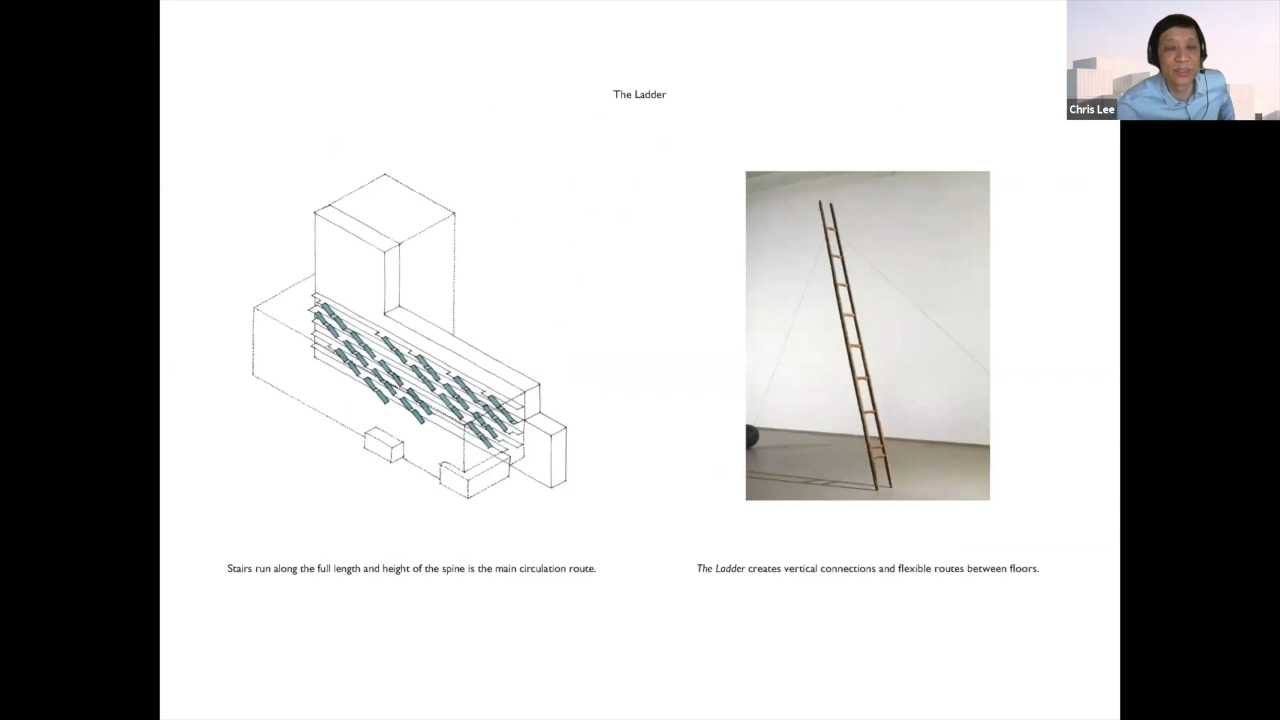 The Ladder
Chris Lee
Stairs run along the full length and height of the spine is the main circulation route.
The Ladder creates vertical connections and flexible routes between floors.